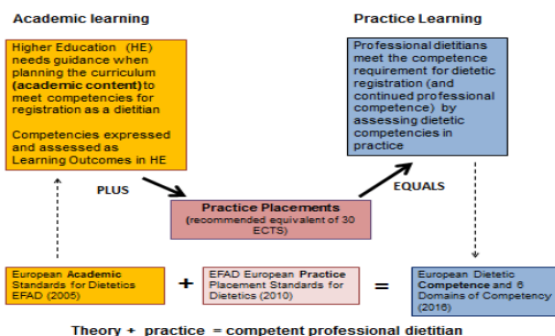 Academic learning
Practice Learning
Higher Education (HE)
needs guidance when
planning the curriculum
(academic content) to
meet competencies for
registration as a dietitian
Competencies expressed
and assessed as
Learning Outcomes in HE
Professional dietitians
meet the competence
requirement for dietetic
registration (and
continued professional
competence) by
assessing dietetic
competencies in
practice
PLUS
EQUALS
Practice Placements
(recommended equivalent of 30
ECTS)
European Academic
Standards for Dietetics
EFAD (2005)
+
EFAD European Practice
Placement Standards for
Dietetics (2010)
=
European Dietetic
Competence and 6
Domains of Competency
(2016)
Theory + practice = competent professional dietitian